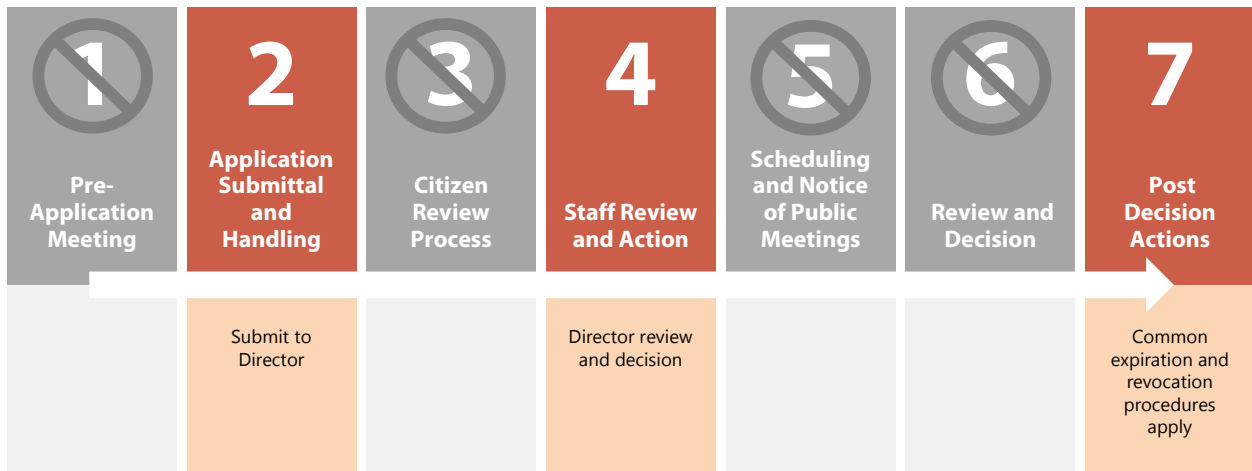 1
Pre-
Application
Meeting
2
Application
Submittal
and
Handling
Submit to
Director
3
Citizen
Review
Process
4
Staff Review
and Action
Director review
and decision
5
Scheduling
and Notice
of Public
Meetings
6
Review and
Decision
7
Post
Decision
Actions
Common
expiration and
revocation
procedures
apply